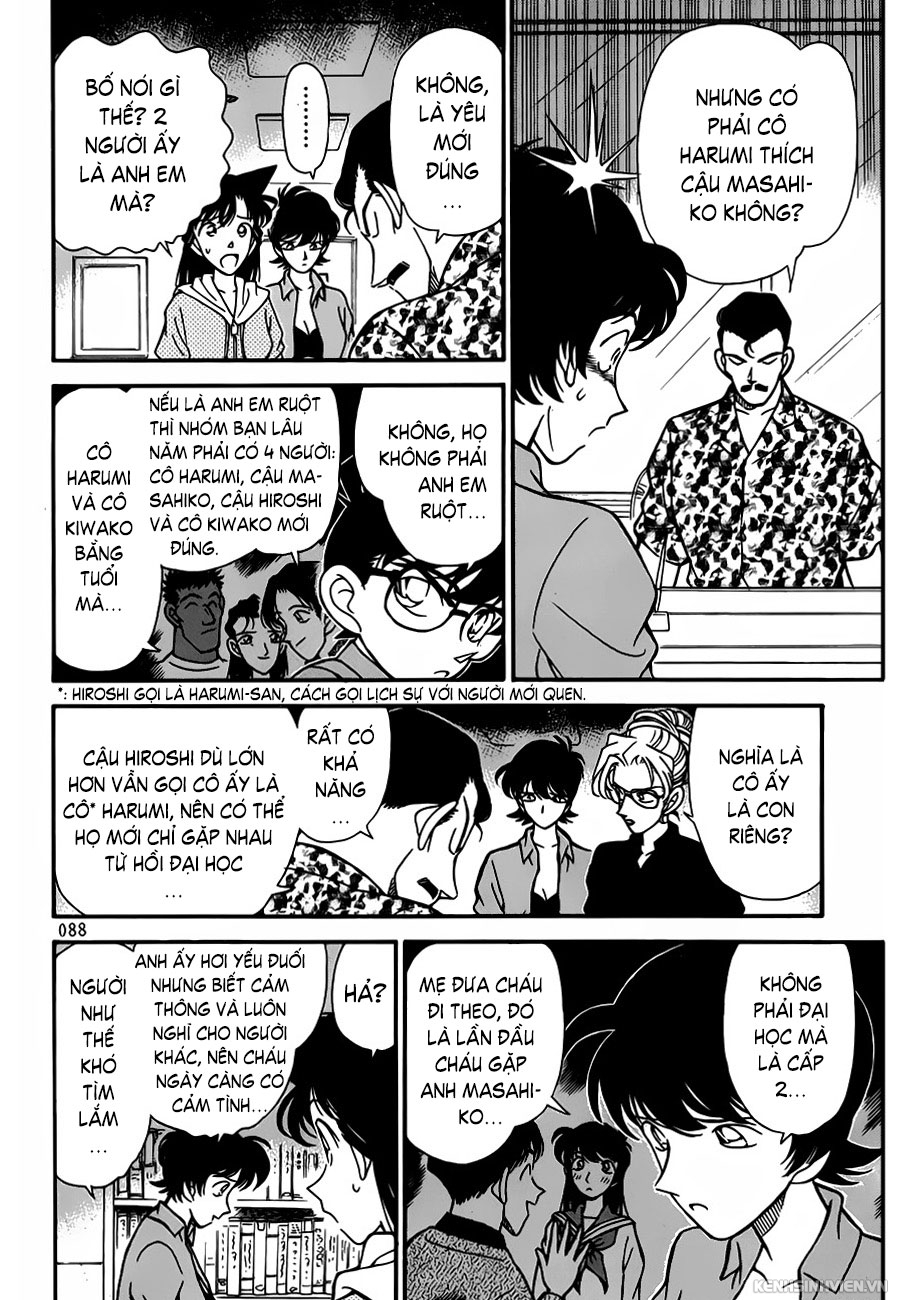 NHƯNG CÓ
PHẢI CÔ
HARUMI THÍCH
CẬU MASAHI-
KO KHÔNG?
KHÔNG,
LÀ YÊU
MỚI
ĐÚNG
...
.........
BỐ NÓI GÌ
THẾ? 2
NGƯỜI ẤY
LÀ ANH EM
MÀ?
KHÔNG, HỌ
KHÔNG PHẢI
ANH EM
RUỘT...
NẾU LÀ ANH EM RUỘT
THÌ NHÓM BẠN LÂU
NĂM PHẢI CÓ 4 NGƯỜI:
CÔ HARUMI, CẬU MA-
SAHIKO, CẬU HIROSHI
VÀ CÔ KIWAKO MỚI
ĐÚNG.
CÔ
HARUMI
VÀ CÔ
KIWAKO
BẰNG
TUỔI
MÀ...
*: HIROSHI GỌI LÀ HARUMI-SAN, CÁCH GỌI LỊCH SỰ VỚI NGƯỜI MỚI QUEN.
NGHĨA LÀ
CÔ ẤY
LÀ CON
RIÊNG?
RẤT CÓ
KHẢ
NĂNG
...
CẬU HIROSHI DÙ LỚN
HƠN VẪN GỌI CÔ ẤY LÀ
CÔ* HARUMI, NÊN CÓ THỂ
HỌ MỚI CHỈ GẶP NHAU
TỪ HỒI ĐẠI HỌC
...
088
KHÔNG
PHẢI ĐẠI
HỌC MÀ
LÀ CẤP
2...
MẸ ĐƯA CHÁU
ĐI THEO, ĐÓ
LÀ LẦN ĐẦU
CHÁU GẶP
ANH MASAHI-
KO...
HẢ?
ANH ẤY HƠI YẾU ĐUỐI
NHƯNG BIẾT CẢM
THÔNG VÀ LUÔN
NGHĨ CHO NGƯỜI
KHÁC, NÊN CHÁU
NGÀY CÀNG CÓ
CẢM TÌNH...
NGƯỜI
NHƯ
THẾ
KHÓ
TÌM
LẮM
...
KENHSINHVIEN.VN